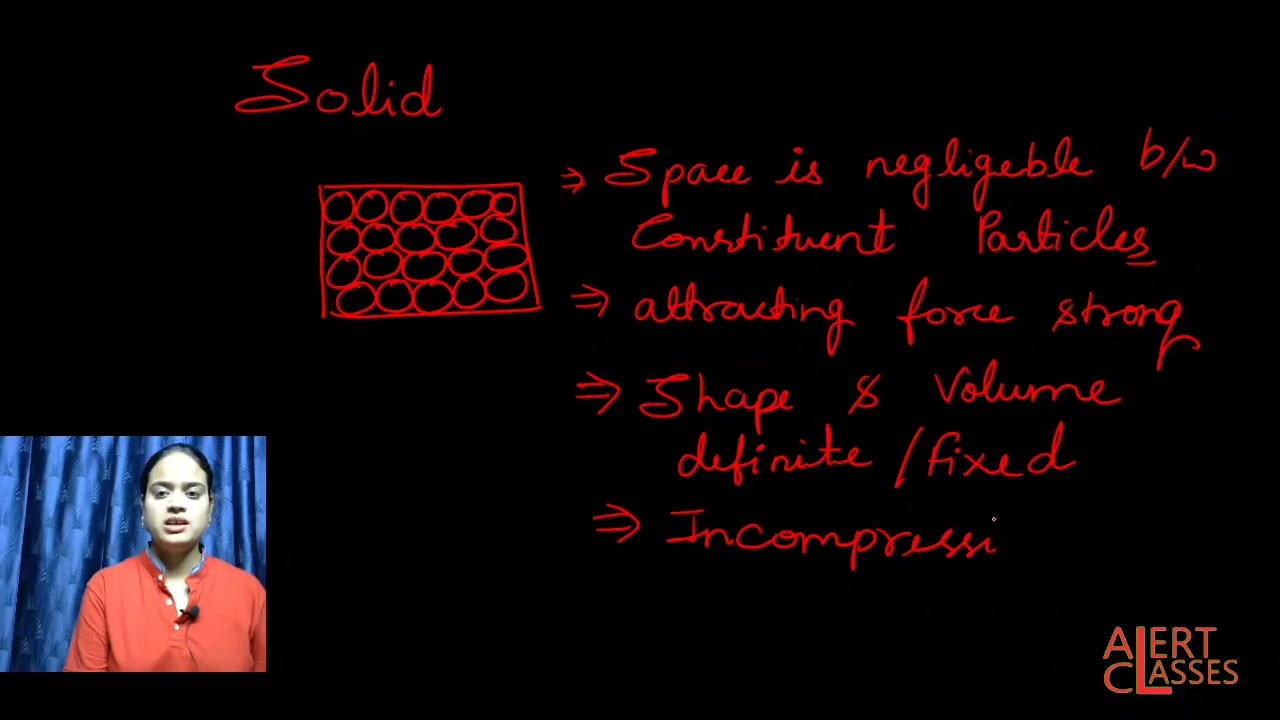 Solid
⇒ Space is negligeble b/w
Constituent Particles
⇒ attracting force strong
⇒ Shape & Volume
definite / fixed
⇒ Incompressi
ALERT
CLASSES